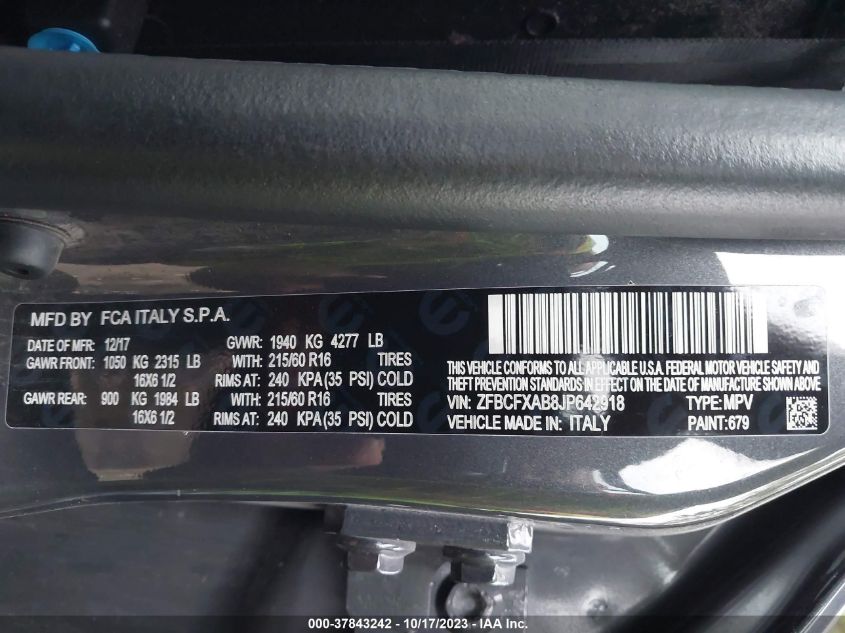 MFD BY FCA ITALY S.P.A.
DATE OF MFR: 12/17 GVWR: 1940 KG 4277 LB
GAWR FRONT: 1050 KG 2315 LB WITH: 215/60 R16 TIRES
16X6 1/2 RIMS AT: 240 KPA (35 PSI) COLD
GAWR REAR: 900 KG 1984 LB WITH: 215/60 R16 TIRES
16X6 1/2 RIMS AT: 240 KPA (35 PSI) COLD
THIS VEHICLE CONFORMS TO ALL APPLICABLE U.S.A. FEDERAL MOTOR VEHICLE SAFETY AND
THEFT PREVENTION STANDARDS IN EFFECT ON THE DATE OF MANUFACTURE SHOWN ABOVE.
VIN: ZFBCFXAB8JP642918 TYPE: MPV
VEHICLE MADE IN: ITALY PAINT: 679
000-37843242 - 10/17/2023 - IAA Inc.